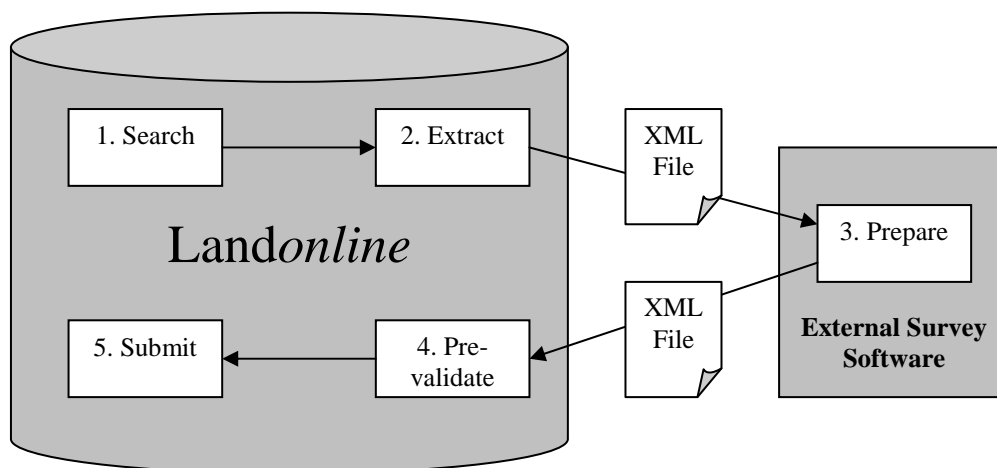 1. Search
2. Extract
XML
File
3. Prepare
Landonline
XML
File
External Survey
Software
5. Submit
4. Pre-
validate